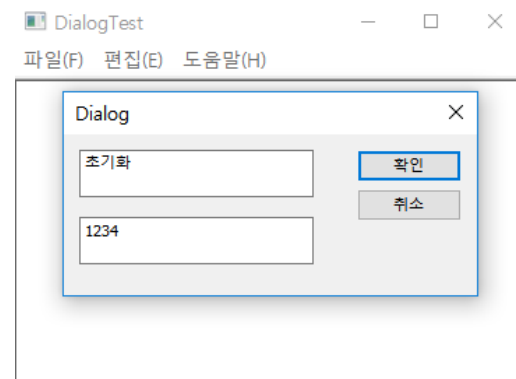 DialogTest
파일(F) 편집(E) 도움말(H)
Dialog
초기화
확인
취소
1234